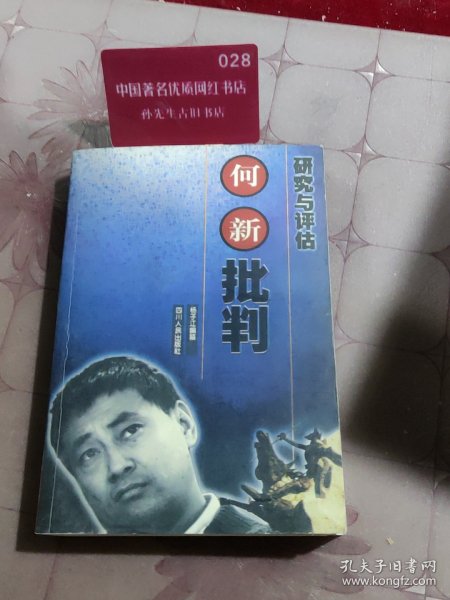 028
中国著名优质网红书店
孙先生古旧书店
研究与评估
何新批判
杨子江编
四川人民出版社
孔夫子旧书网
www.kongfz.com